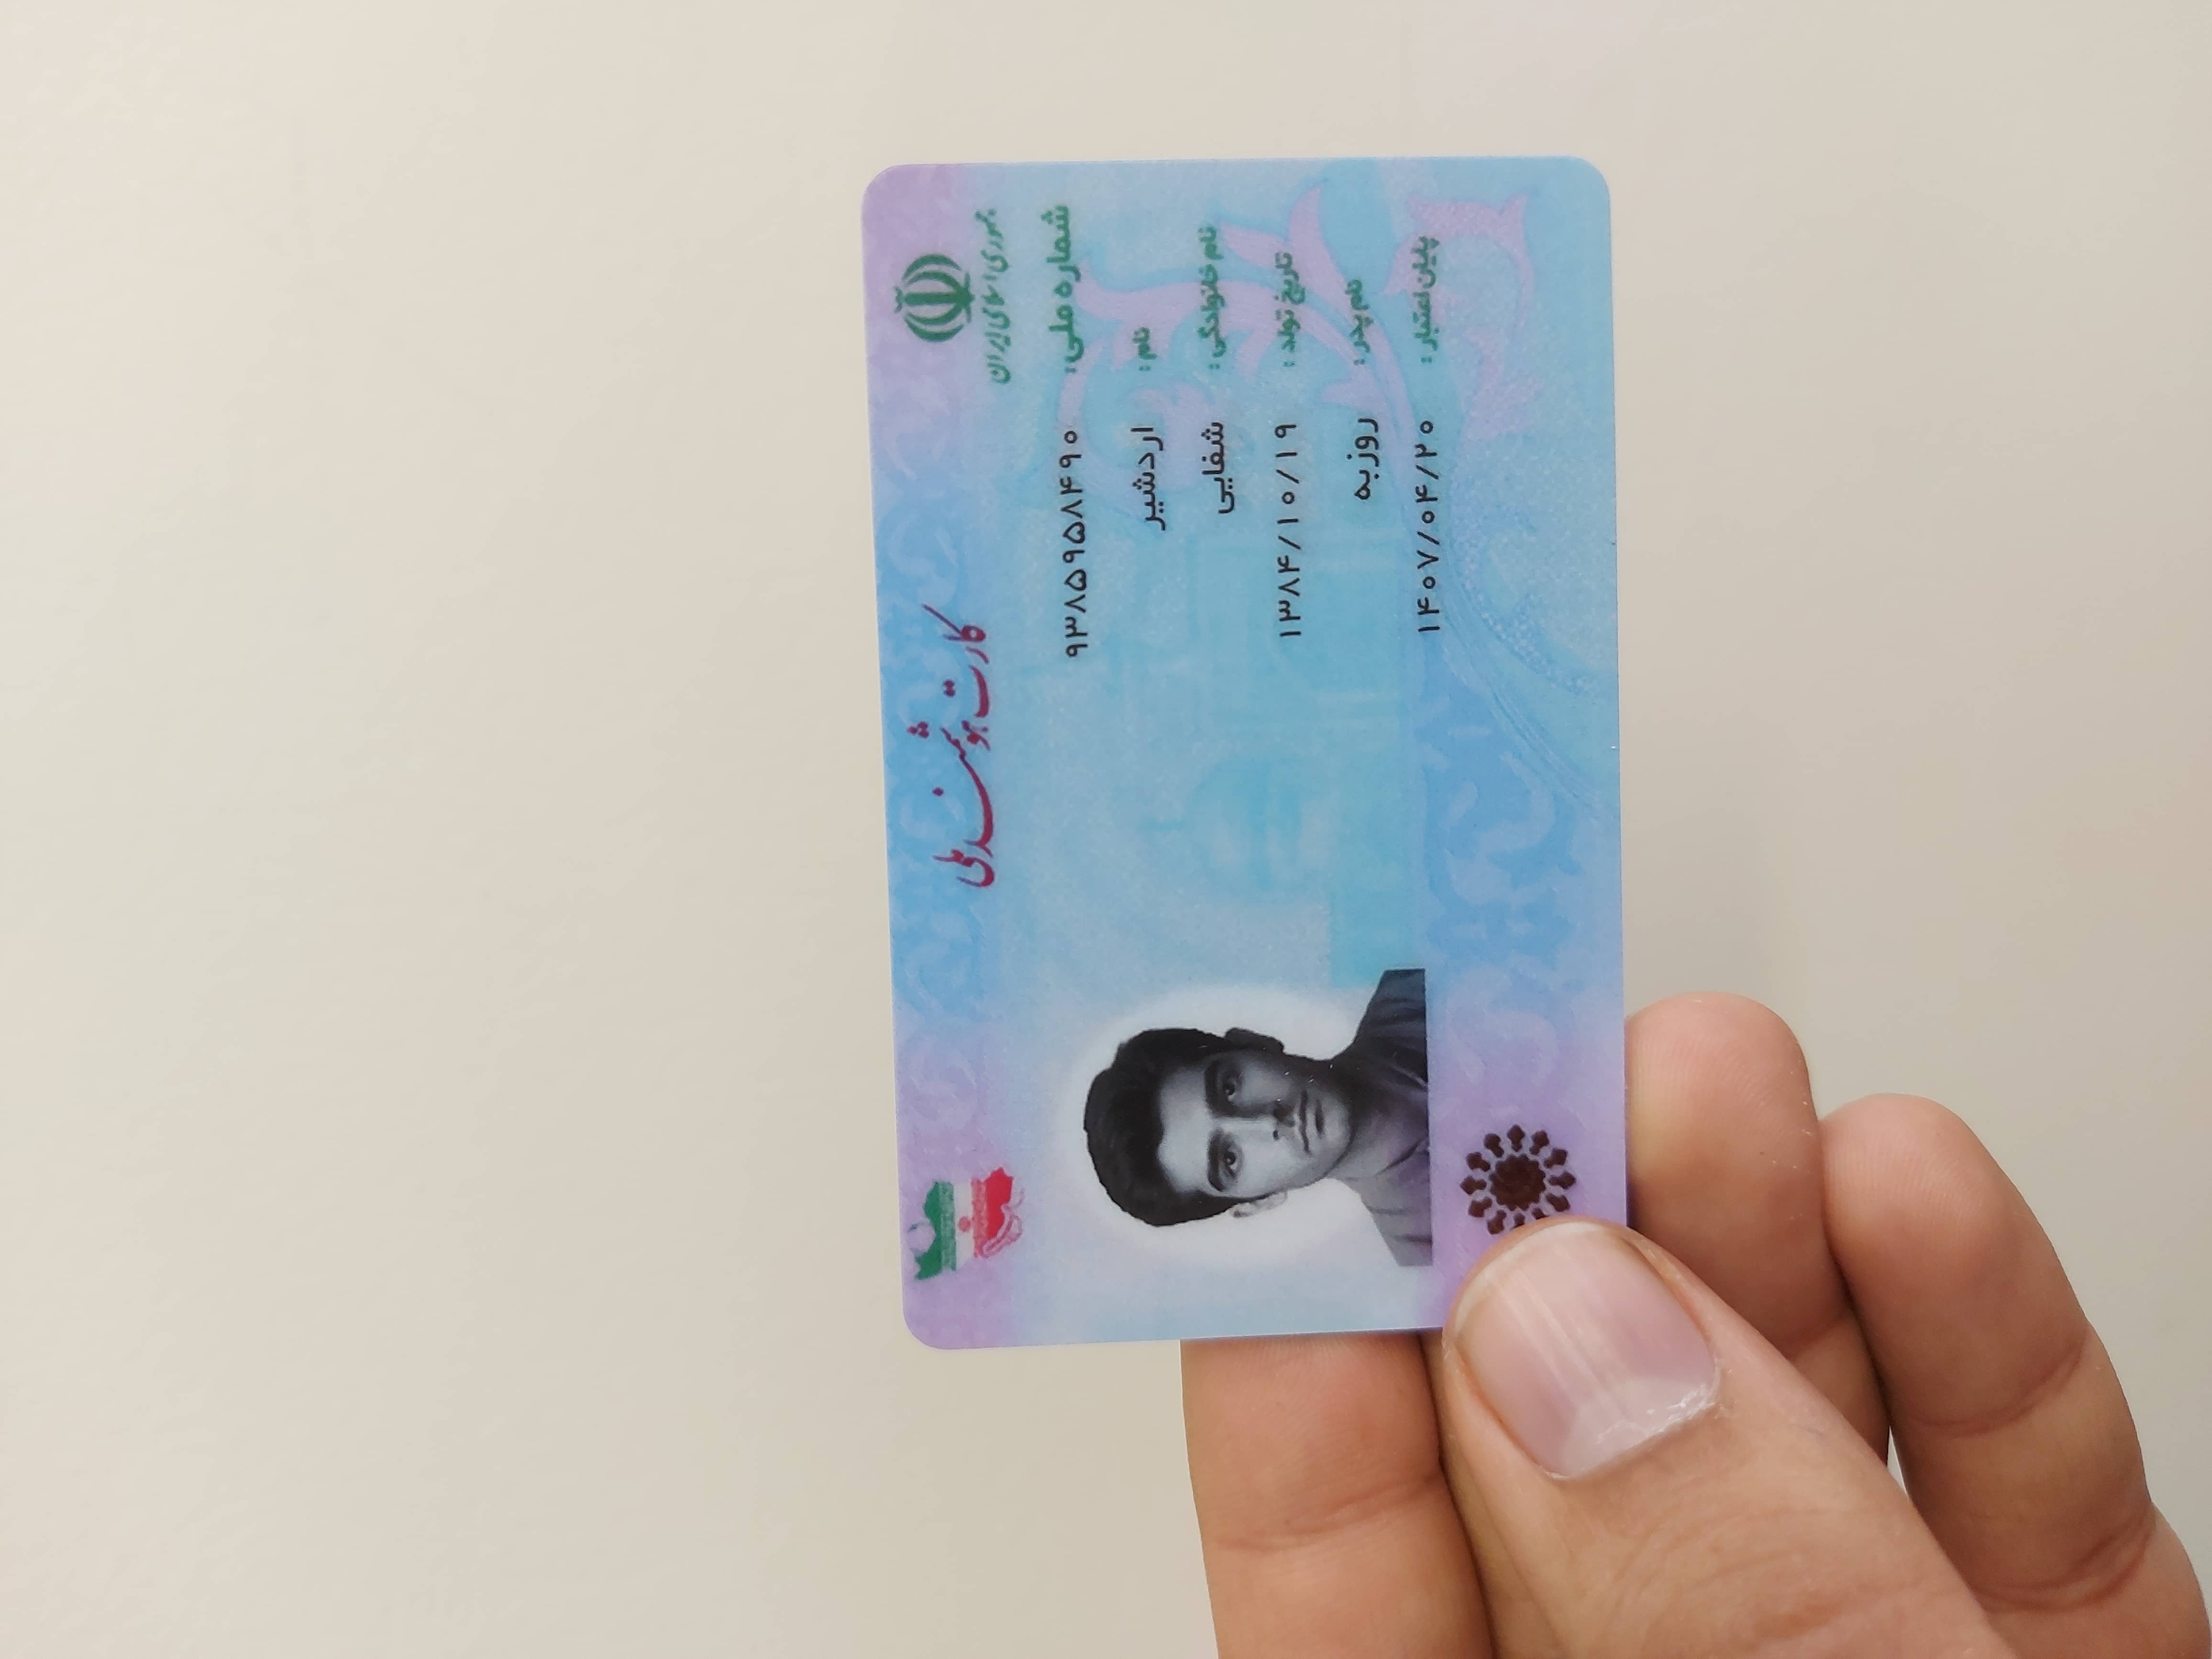 جمهوری اسلامی ایران
کارت هوشمند ملی
شماره ملی: ۹۳۸۵۹۵۸۴۹۰
نام: اردشیر
نام خانوادگی: شفایی
تاریخ تولد: ۱۳۸۴/۱۰/۱۹
نام پدر: روزبه
پایان اعتبار: ۱۴۰۷/۰۴/۲۰